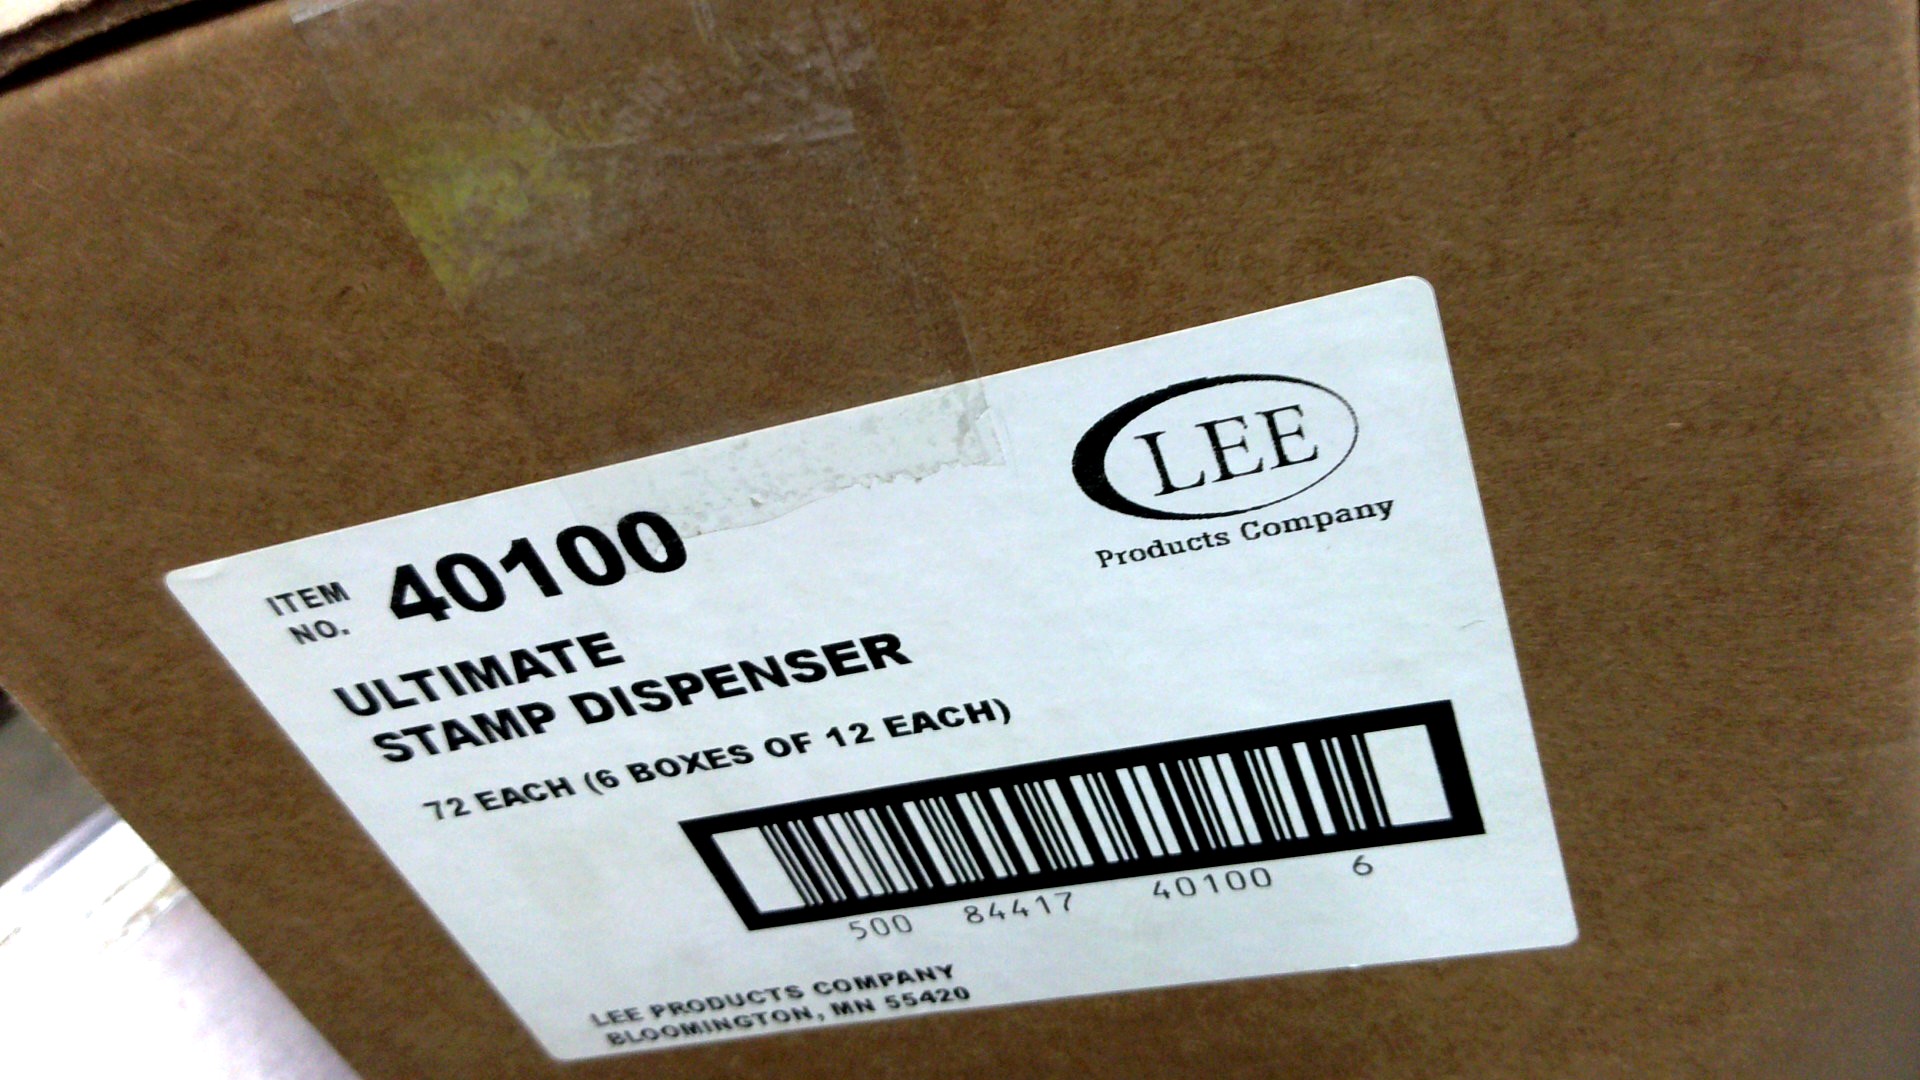 LEE
Products Company
ITEM
NO.
40100
ULTIMATE
STAMP DISPENSER
72 EACH (6 BOXES OF 12 EACH)
500 84417 40100 6
LEE PRODUCTS COMPANY
BLOOMINGTON, MN 55420